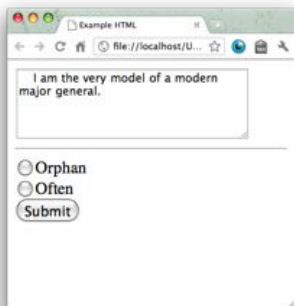 Example HTML
file://localhost/U...
I am the very model of a modern
major general.
Orphan
Often
Submit